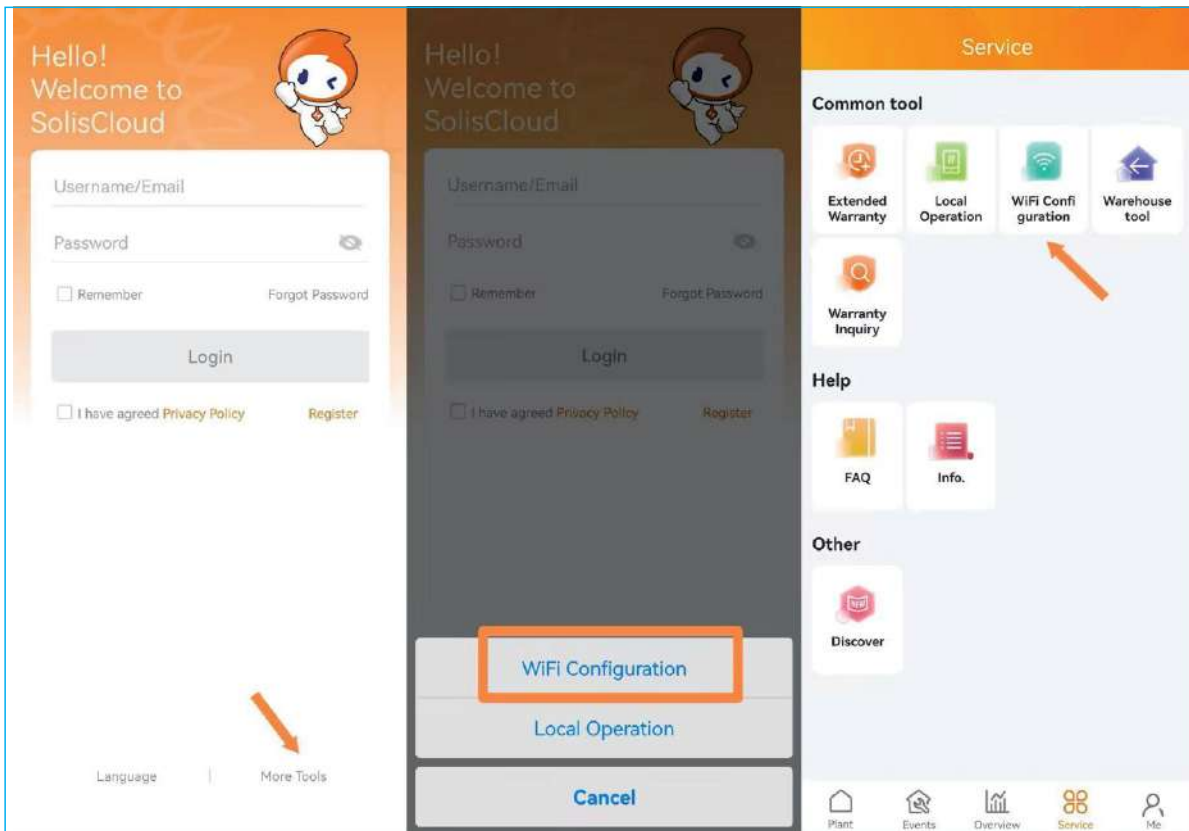 Hello!
Welcome to
SolisCloud
Username/Email
Password
Remember
Forgot Password
Login
I have agreed Privacy Policy
Register
Language
More Tools
Hello!
Welcome to
SolisCloud
Username/Email
Password
Remember
Forgot Password
Login
I have agreed Privacy Policy
Register
WiFi Configuration
Local Operation
Cancel
Service
Common tool
Extended
Warranty
Local
Operation
WiFi Confi
guration
Warehouse
tool
Warranty
Inquiry
Help
FAQ
Info.
Other
NEW
Discover
Plant
Events
Overview
Service
Me